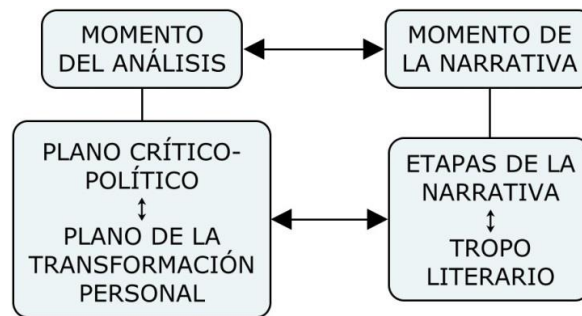 MOMENTO
DEL ANÁLISIS
MOMENTO DE
LA NARRATIVA
PLANO CRÍTICO-
POLÍTICO
PLANO DE LA
TRANSFORMACIÓN
PERSONAL
ETAPAS DE LA
NARRATIVA
TROPO
LITERARIO